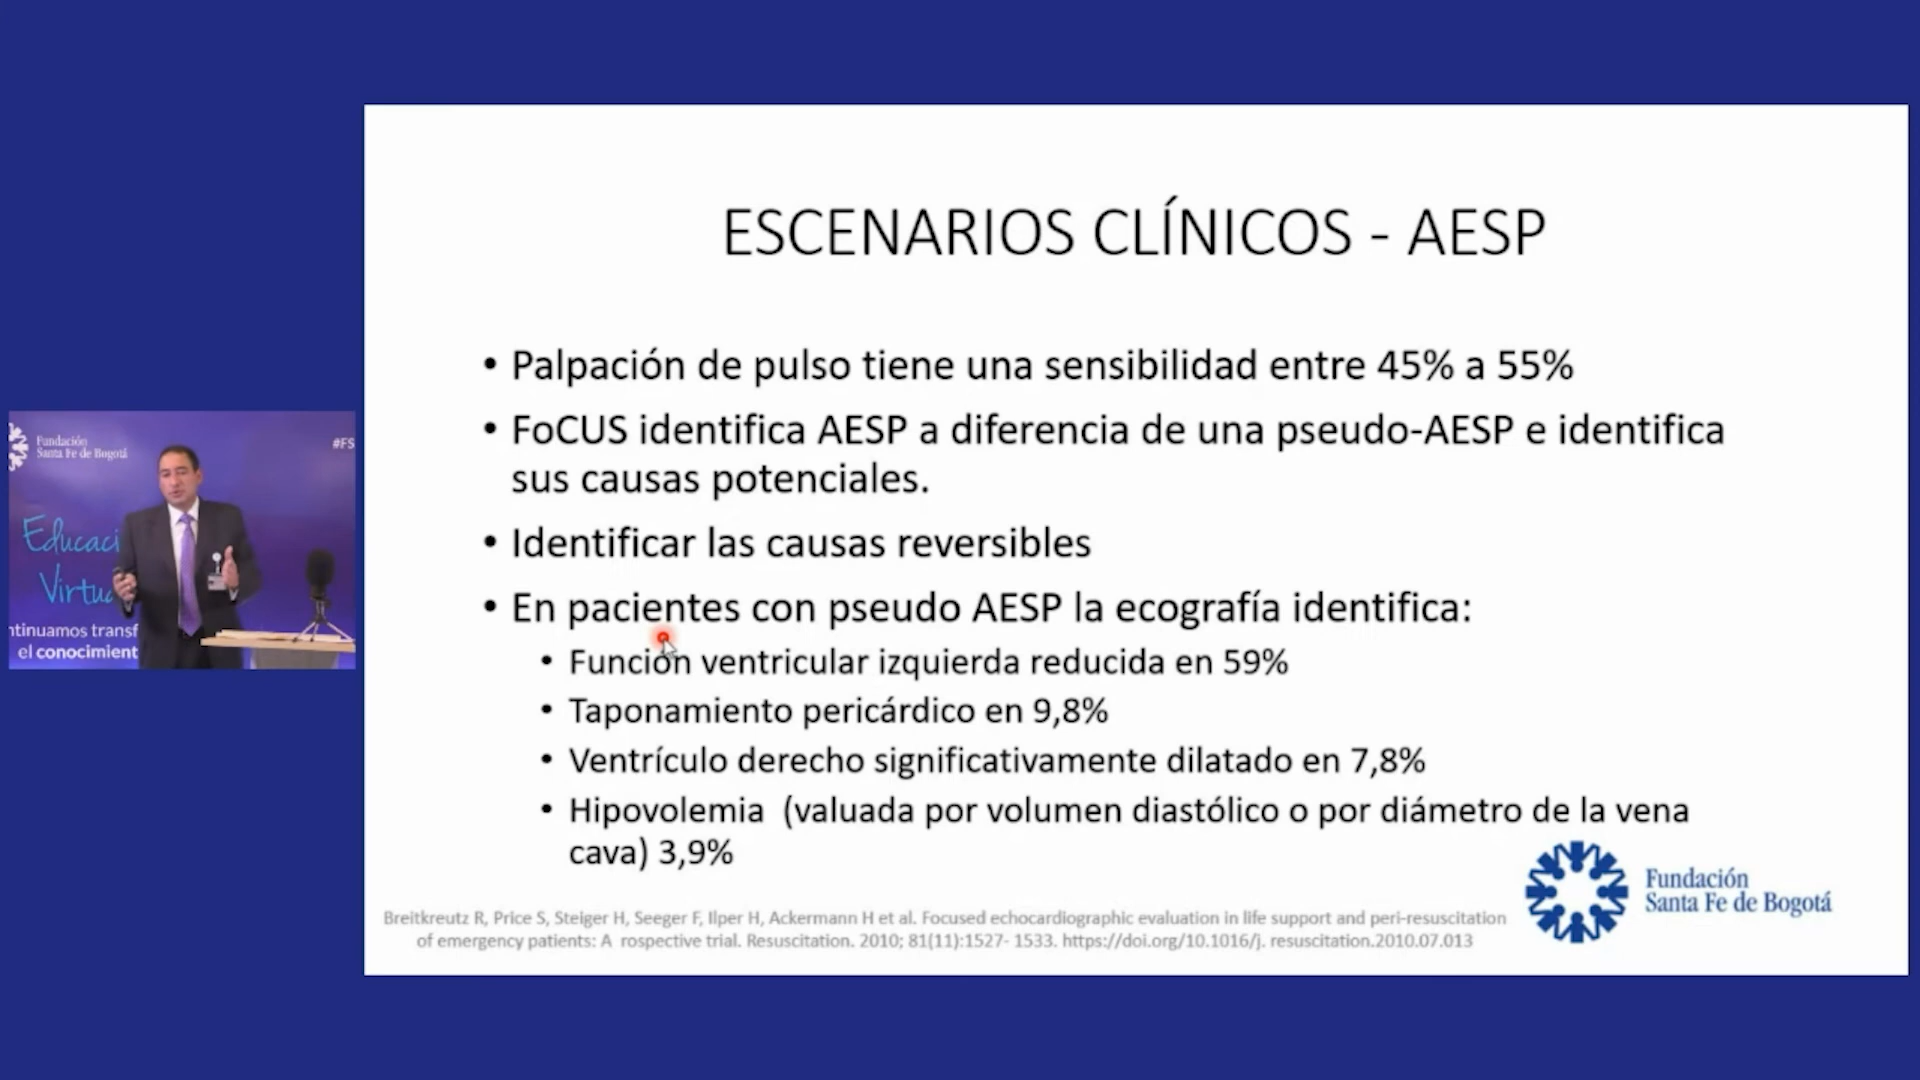 ESCENARIOS CLÍNICOS - AESP
• Palpación de pulso tiene una sensibilidad entre 45% a 55%
• FoCUS identifica AESP a diferencia de una pseudo-AESP e identifica
sus causas potenciales.
• Identificar las causas reversibles
• En pacientes con pseudo AESP la ecografía identifica:
• Función ventricular izquierda reducida en 59%
• Taponamiento pericárdico en 9,8%
• Ventrículo derecho significativamente dilatado en 7,8%
• Hipovolemia (valuada por volumen diastólico o por diámetro de la vena
cava) 3,9%
Breitkreutz R, Price S, Steiger H, Seeger F, Ilper H, Ackermann H et al. Focused echocardiographic evaluation in life support and peri-resuscitation
of emergency patients: A rospective trial. Resuscitation. 2010; 81(11):1527- 1533. https://doi.org/10.1016/j. resuscitation.2010.07.013
Fundación
Santa Fe de Bogotá
Fundación
Santa Fe de Bogotá
#FS
Educaci
Virtu
ntinuamos transf
el conocimient